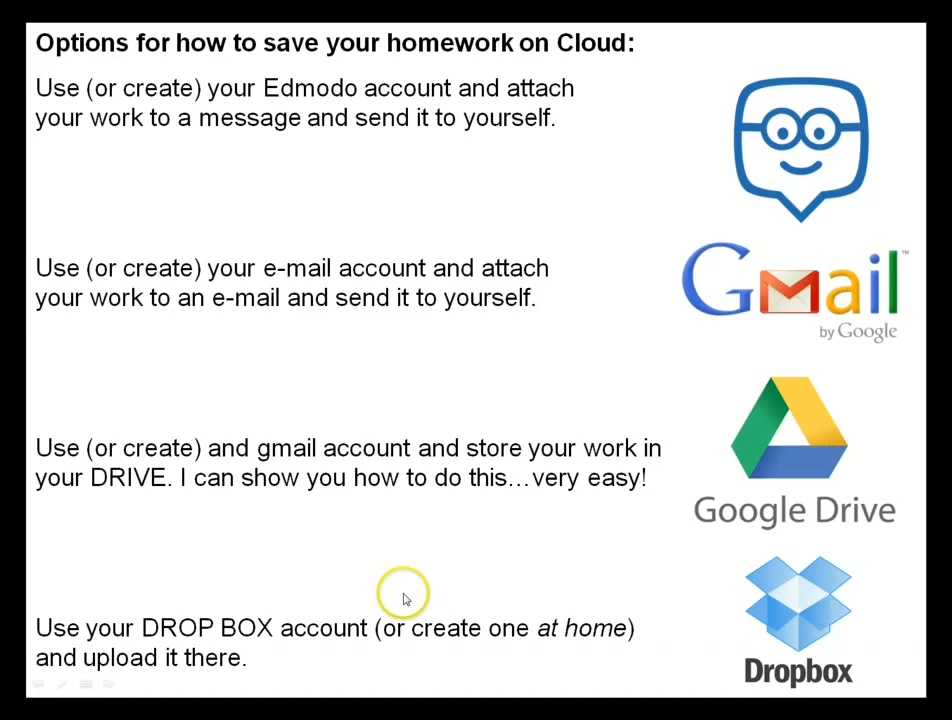 Options for how to save your homework on Cloud:
Use (or create) your Edmodo account and attach
your work to a message and send it to yourself.
Use (or create) your e-mail account and attach
your work to an e-mail and send it to yourself.
Gmail™
by Google
Use (or create) and gmail account and store your work in
your DRIVE. I can show you how to do this…very easy!
Google Drive
Use your DROP BOX account (or create one at home)
and upload it there.
Dropbox